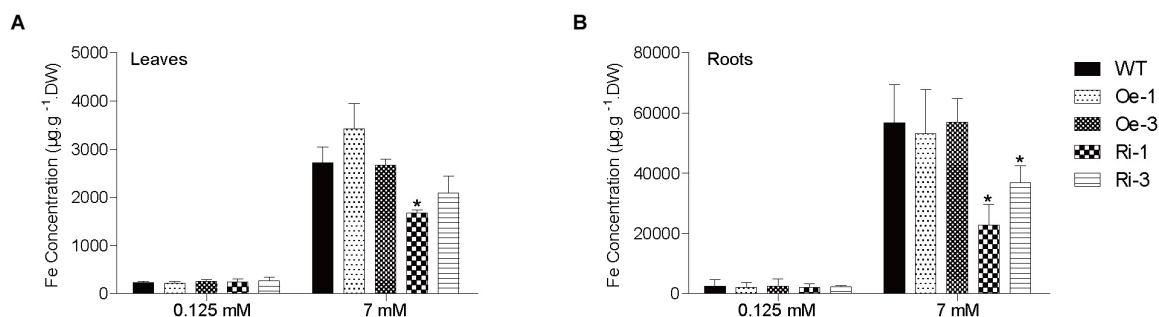 A
Leaves
Fe Concentration (µg.g⁻¹.DW)
5000
4000
3000
2000
1000
0
*
0.125 mM 7 mM
B
Roots
Fe Concentration (µg.g⁻¹.DW)
80000
60000
40000
20000
0
* *
0.125 mM 7 mM
WT
Oe-1
Oe-3
Ri-1
Ri-3